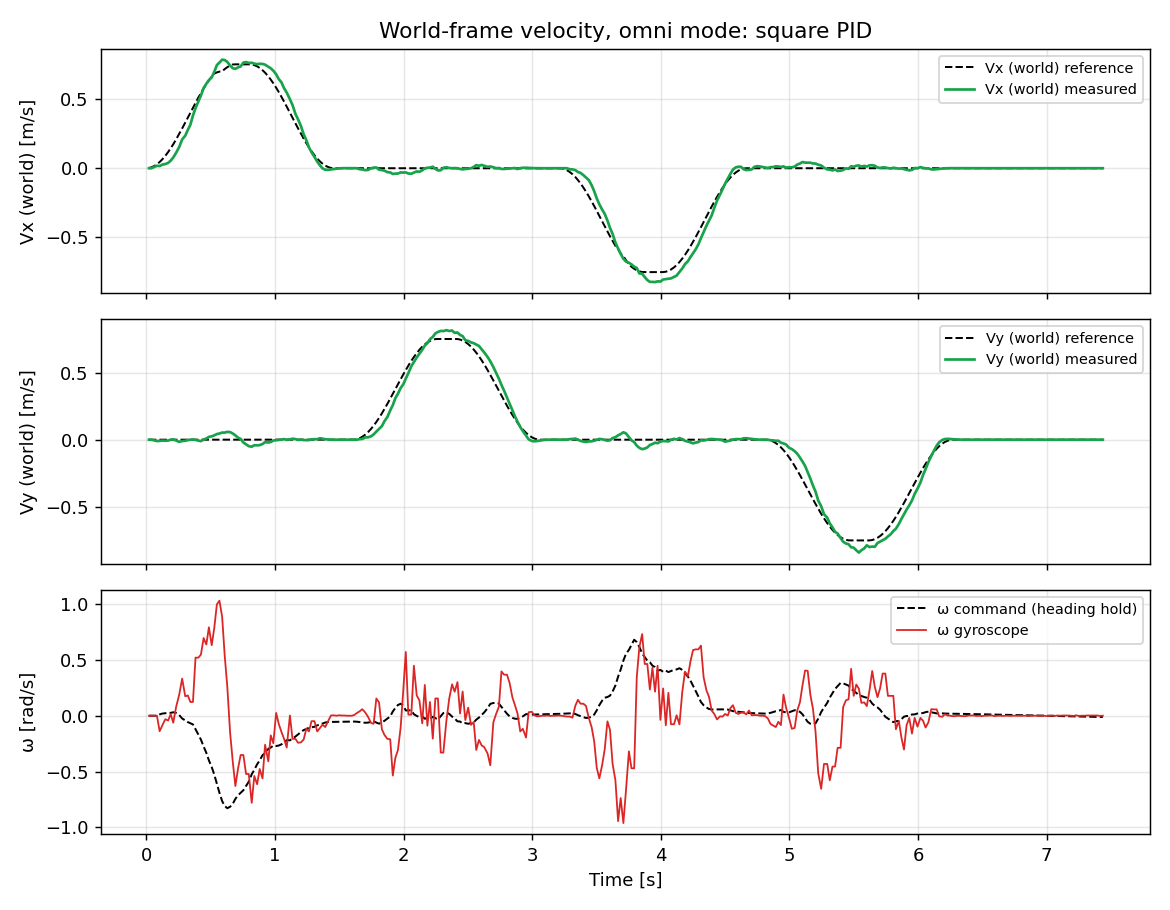 World-frame velocity, omni mode: square PID
Vx (world) [m/s]
0.5
0.0
−0.5
Vx (world) reference
Vx (world) measured
Vy (world) [m/s]
0.5
0.0
−0.5
Vy (world) reference
Vy (world) measured
ω [rad/s]
1.0
0.5
0.0
−0.5
−1.0
ω command (heading hold)
ω gyroscope
0 1 2 3 4 5 6 7
Time [s]